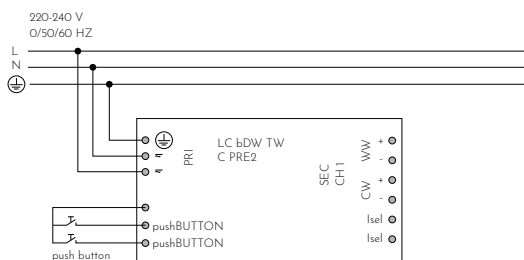 220-240 V
0/50/60 HZ
L
N
PRI
LC bDW TW
C PRE2
SEC
CH 1
WW
+
-
CW
+
-
Isel
Isel
pushBUTTON
pushBUTTON
push button